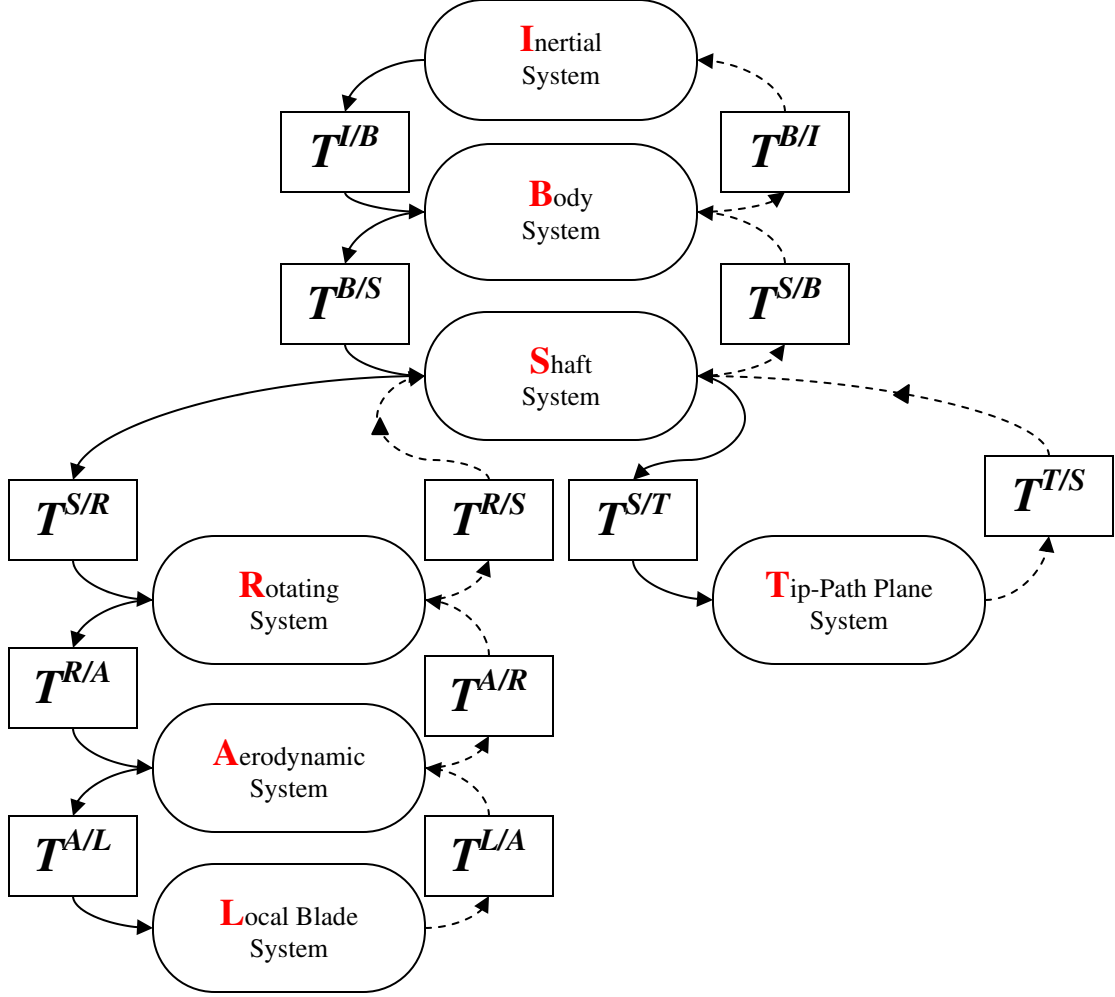 Inertial
System
T^{I/B}
T^{B/I}
Body
System
T^{B/S}
T^{S/B}
Shaft
System
T^{S/R}
T^{R/S}
T^{S/T}
T^{T/S}
Rotating
System
Tip-Path Plane
System
T^{R/A}
T^{A/R}
Aerodynamic
System
T^{A/L}
T^{L/A}
Local Blade
System